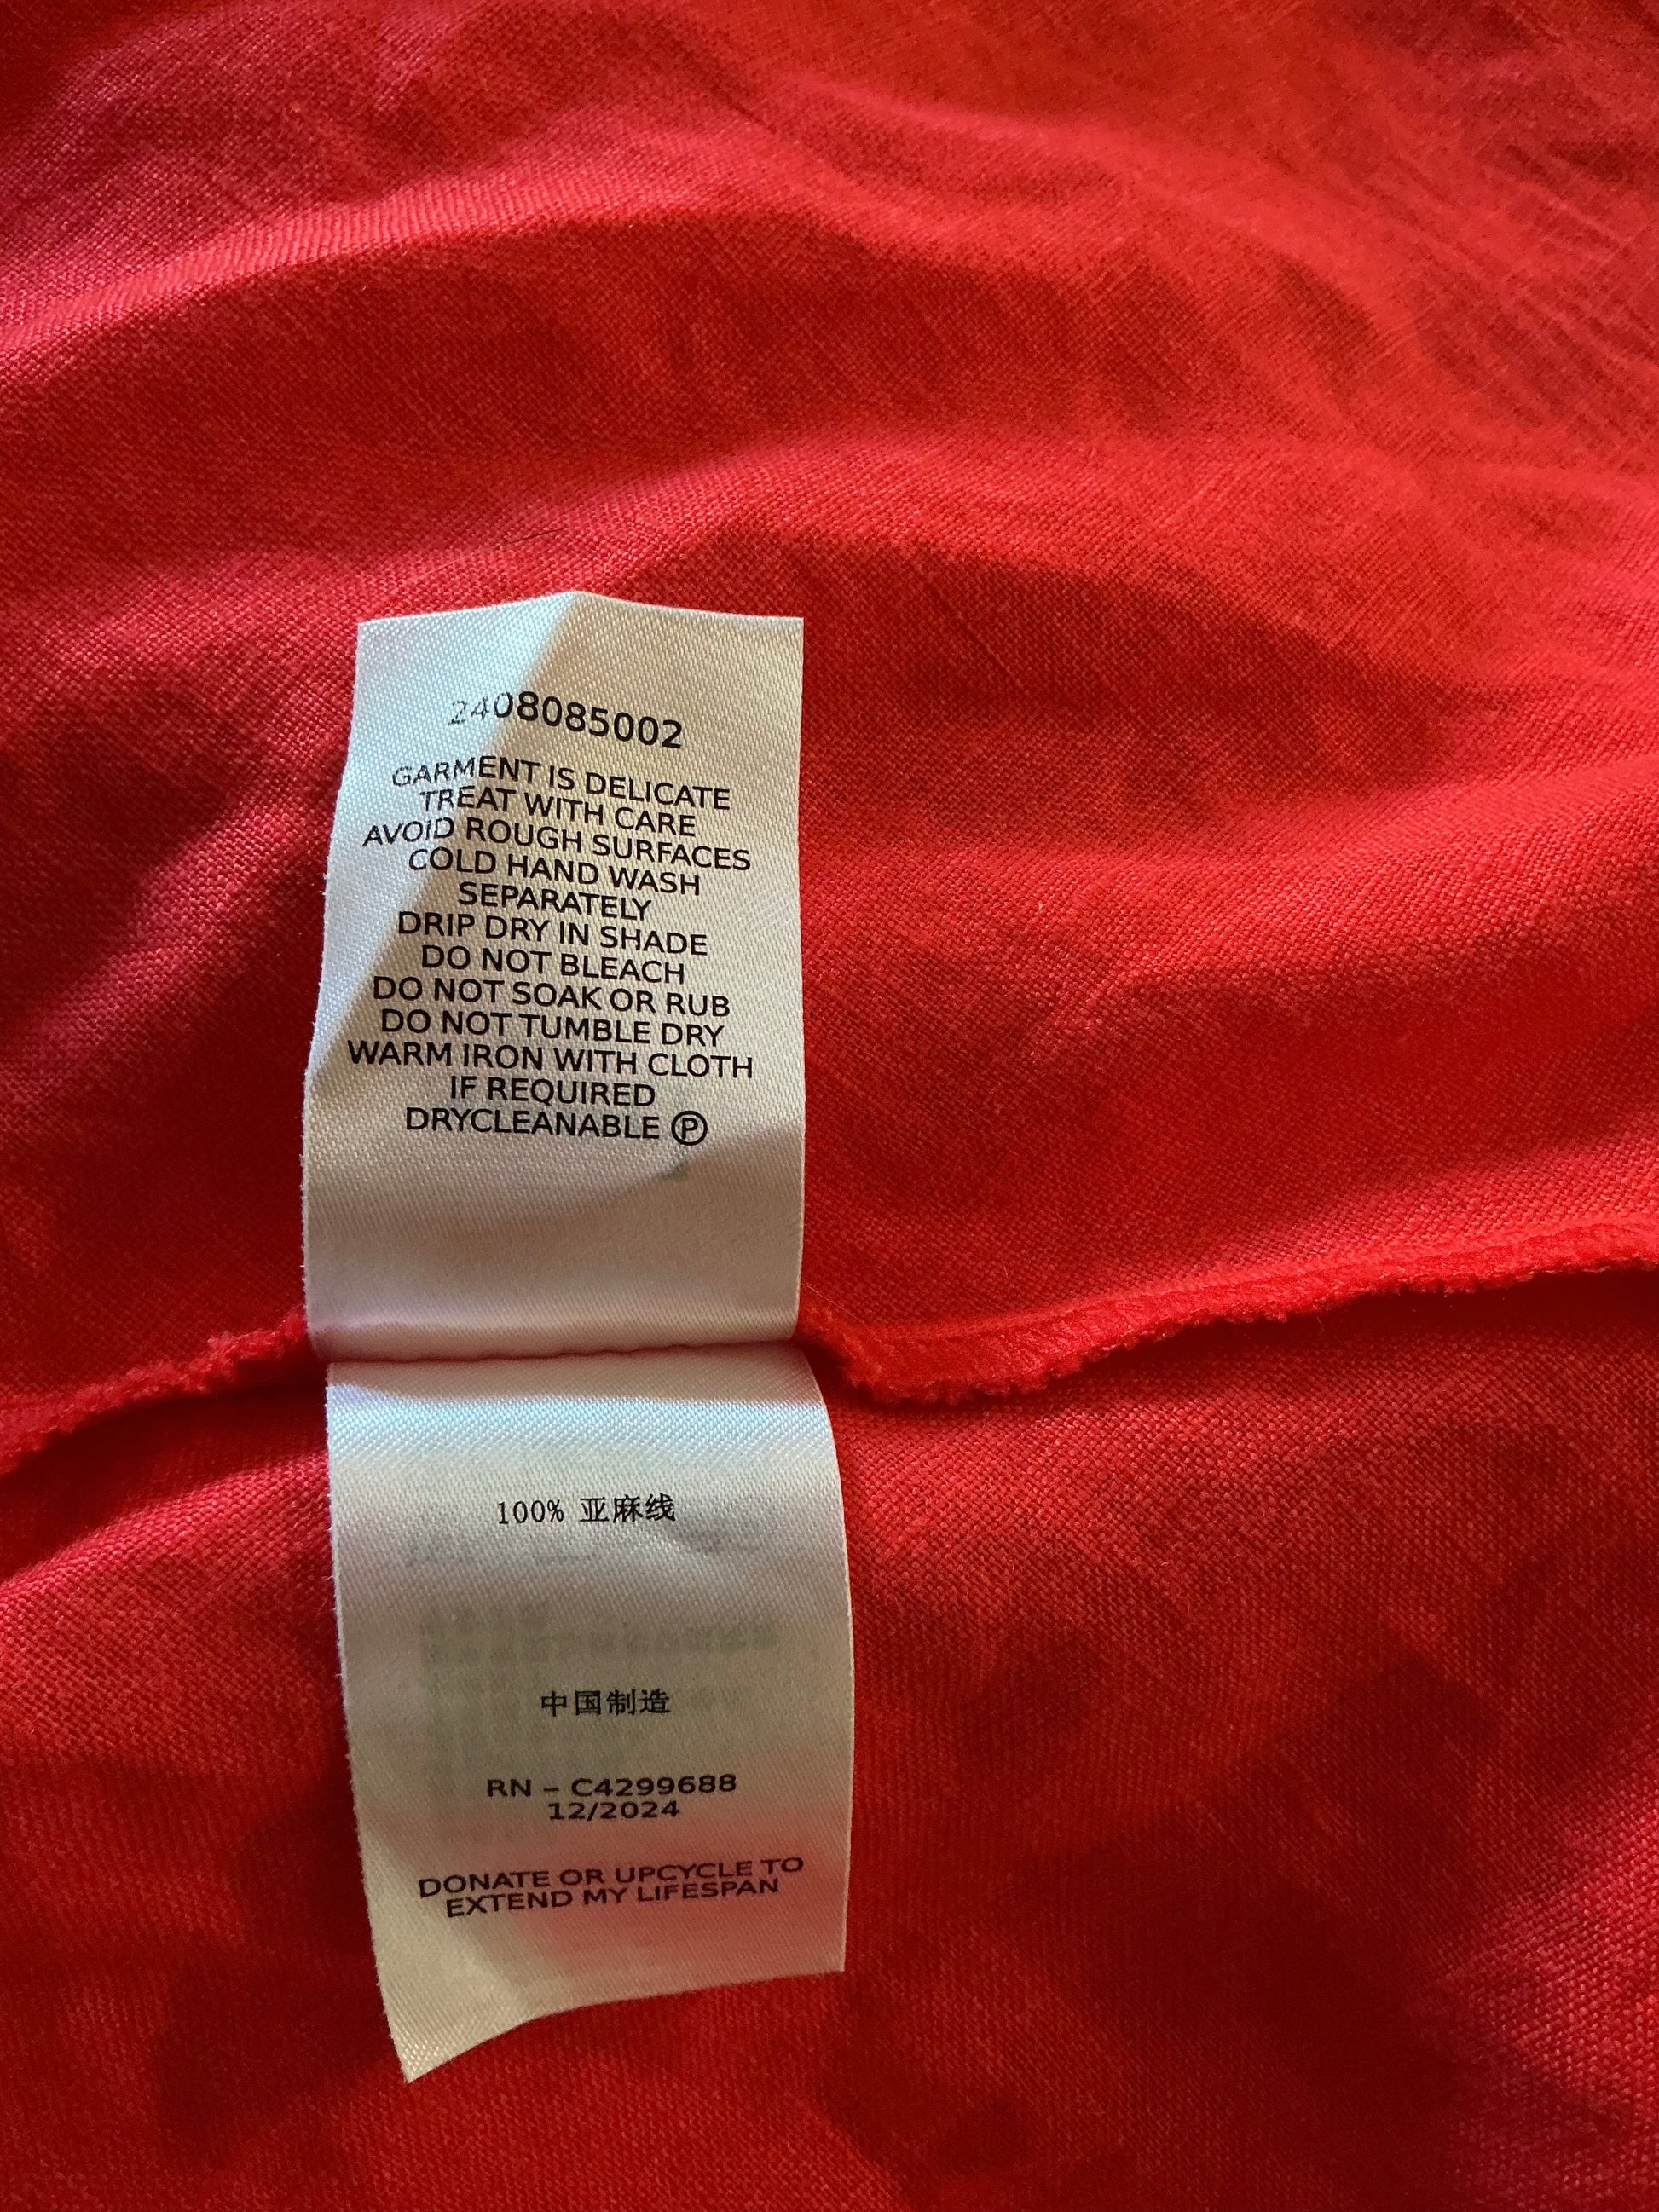 2408085002
GARMENT IS DELICATE
TREAT WITH CARE
AVOID ROUGH SURFACES
COLD HAND WASH
SEPARATELY
DRIP DRY IN SHADE
DO NOT BLEACH
DO NOT SOAK OR RUB
DO NOT TUMBLE DRY
WARM IRON WITH CLOTH
IF REQUIRED
DRYCLEANABLE Ⓟ
100% 亚麻线
中国制造
RN – C4299688
12/2024
DONATE OR UPCYCLE TO
EXTEND MY LIFESPAN